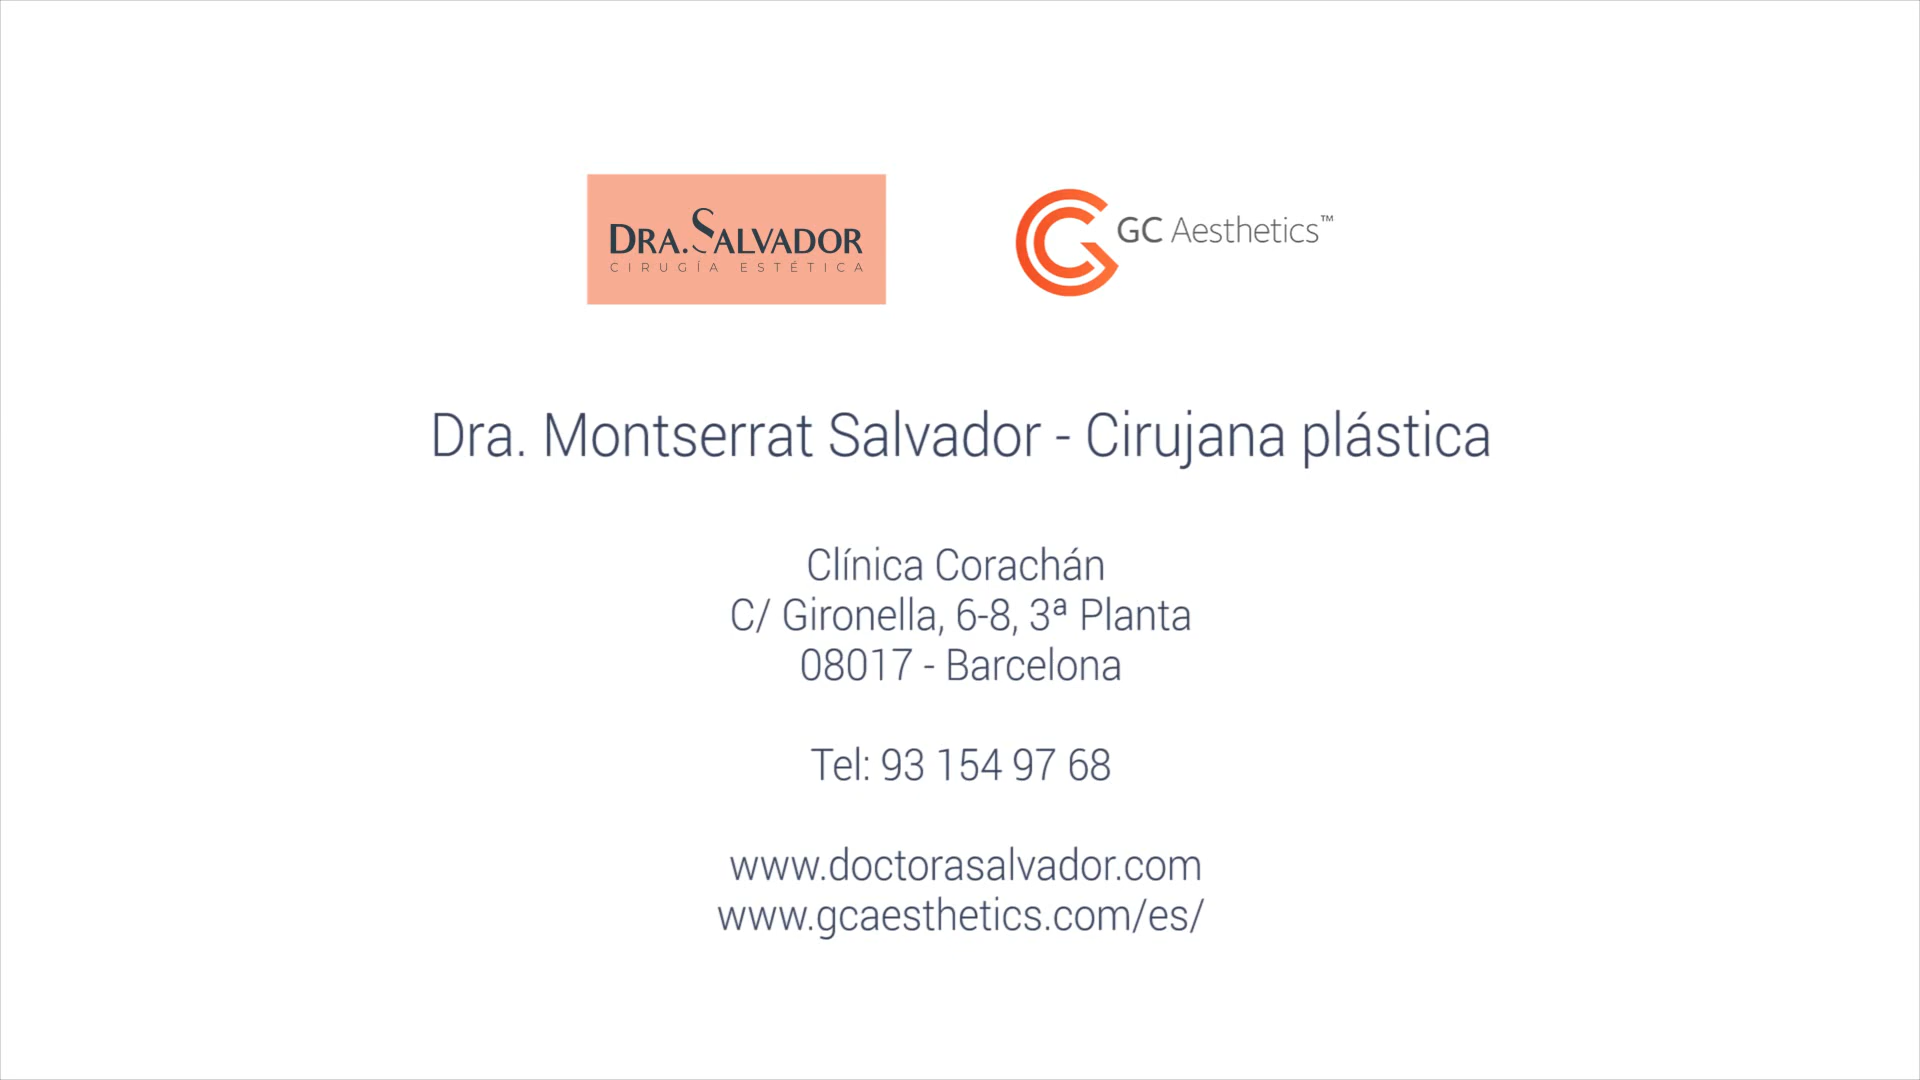 DRA. SALVADOR
CIRUGÍA ESTÉTICA
GC Aesthetics™
Dra. Montserrat Salvador - Cirujana plástica
Clínica Corachán
C/ Gironella, 6-8, 3ª Planta
08017 - Barcelona
Tel: 93 154 97 68
www.doctorasalvador.com
www.gcaesthetics.com/es/